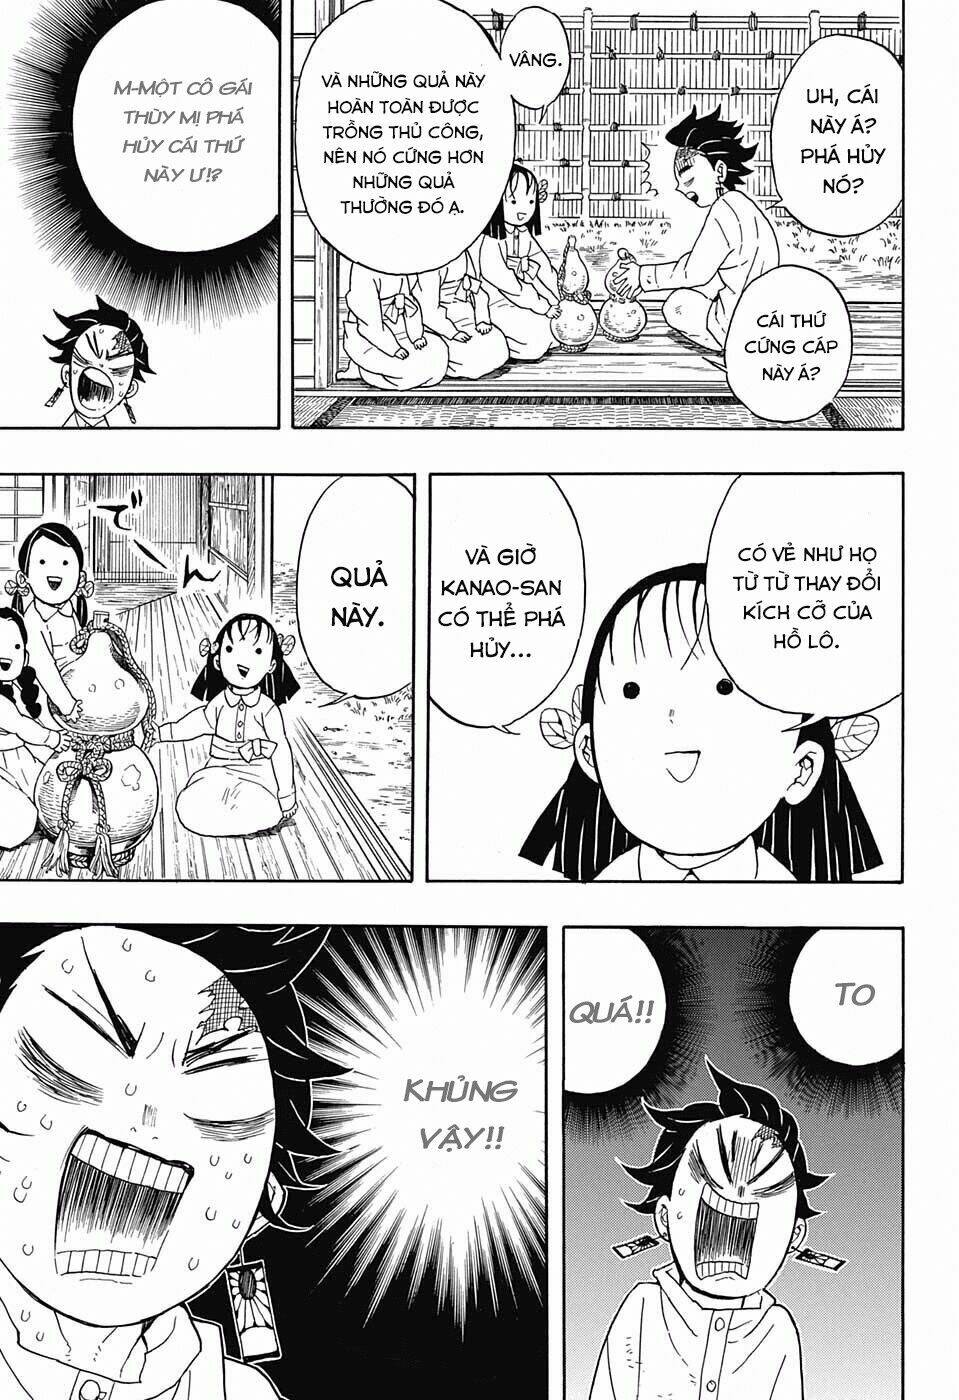 UH, CÁI
NÀY Á?
PHÁ HỦY
NÓ?
VÂNG.
VÀ NHỮNG QUẢ NÀY
HOÀN TOÀN ĐƯỢC
TRỒNG THỦ CÔNG,
NÊN NÓ CỨNG HƠN
NHỮNG QUẢ
THƯỜNG ĐÓ Ạ.
CÁI THỨ
CỨNG CÁP
NÀY Á?
M-MỘT CÔ GÁI
THÙY MỊ PHÁ
HỦY CÁI THỨ
NÀY Ư!?
CÓ VẺ NHƯ HỌ
TỪ TỪ THAY ĐỔI
KÍCH CỠ CỦA
HỒ LÔ.
VÀ GIỜ
KANAO-SAN
CÓ THỂ PHÁ
HỦY...
QUẢ
NÀY.
でーん
TO
QUÁ!!
KHỦNG
VẬY!!